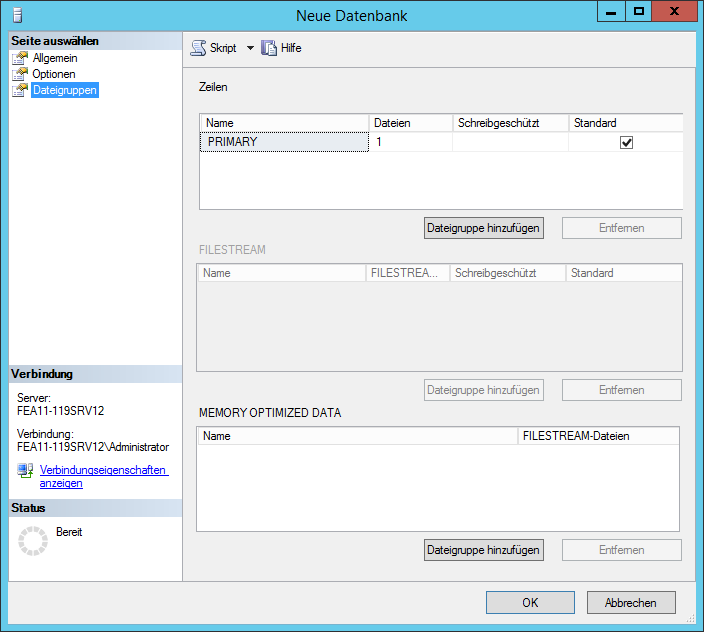 Neue Datenbank
Seite auswählen
Allgemein
Optionen
Dateigruppen
Skript
Hilfe
Zeilen
Name Dateien Schreibgeschützt Standard
PRIMARY 1
Dateigruppe hinzufügen Entfernen
FILESTREAM
Name FILESTREA... Schreibgeschützt Standard
Dateigruppe hinzufügen Entfernen
MEMORY OPTIMIZED DATA
Name FILESTREAM-Dateien
Dateigruppe hinzufügen Entfernen
Verbindung
Server:
FEA11-119SRV12
Verbindung:
FEA11-119SRV12\Administrator
Verbindungseigenschaften
anzeigen
Status
Bereit
OK Abbrechen